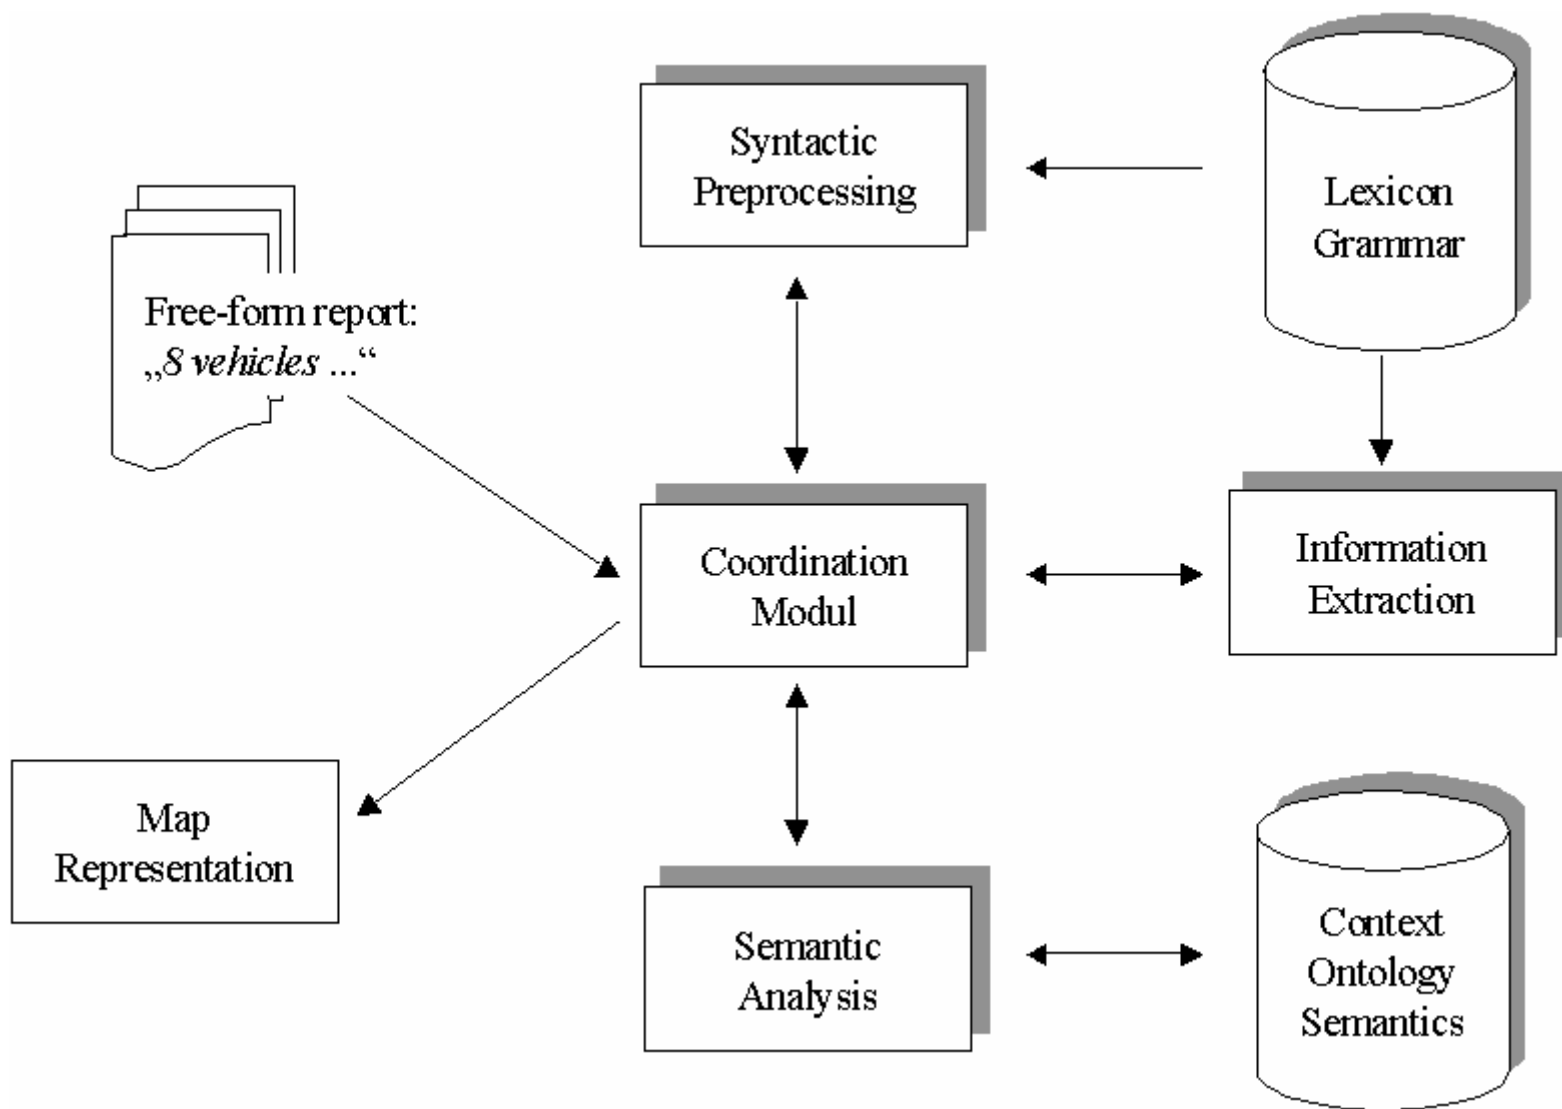 Syntactic
Preprocessing
Lexicon
Grammar
Free-form report:
„8 vehicles ...“
Coordination
Modul
Information
Extraction
Map
Representation
Semantic
Analysis
Context
Ontology
Semantics